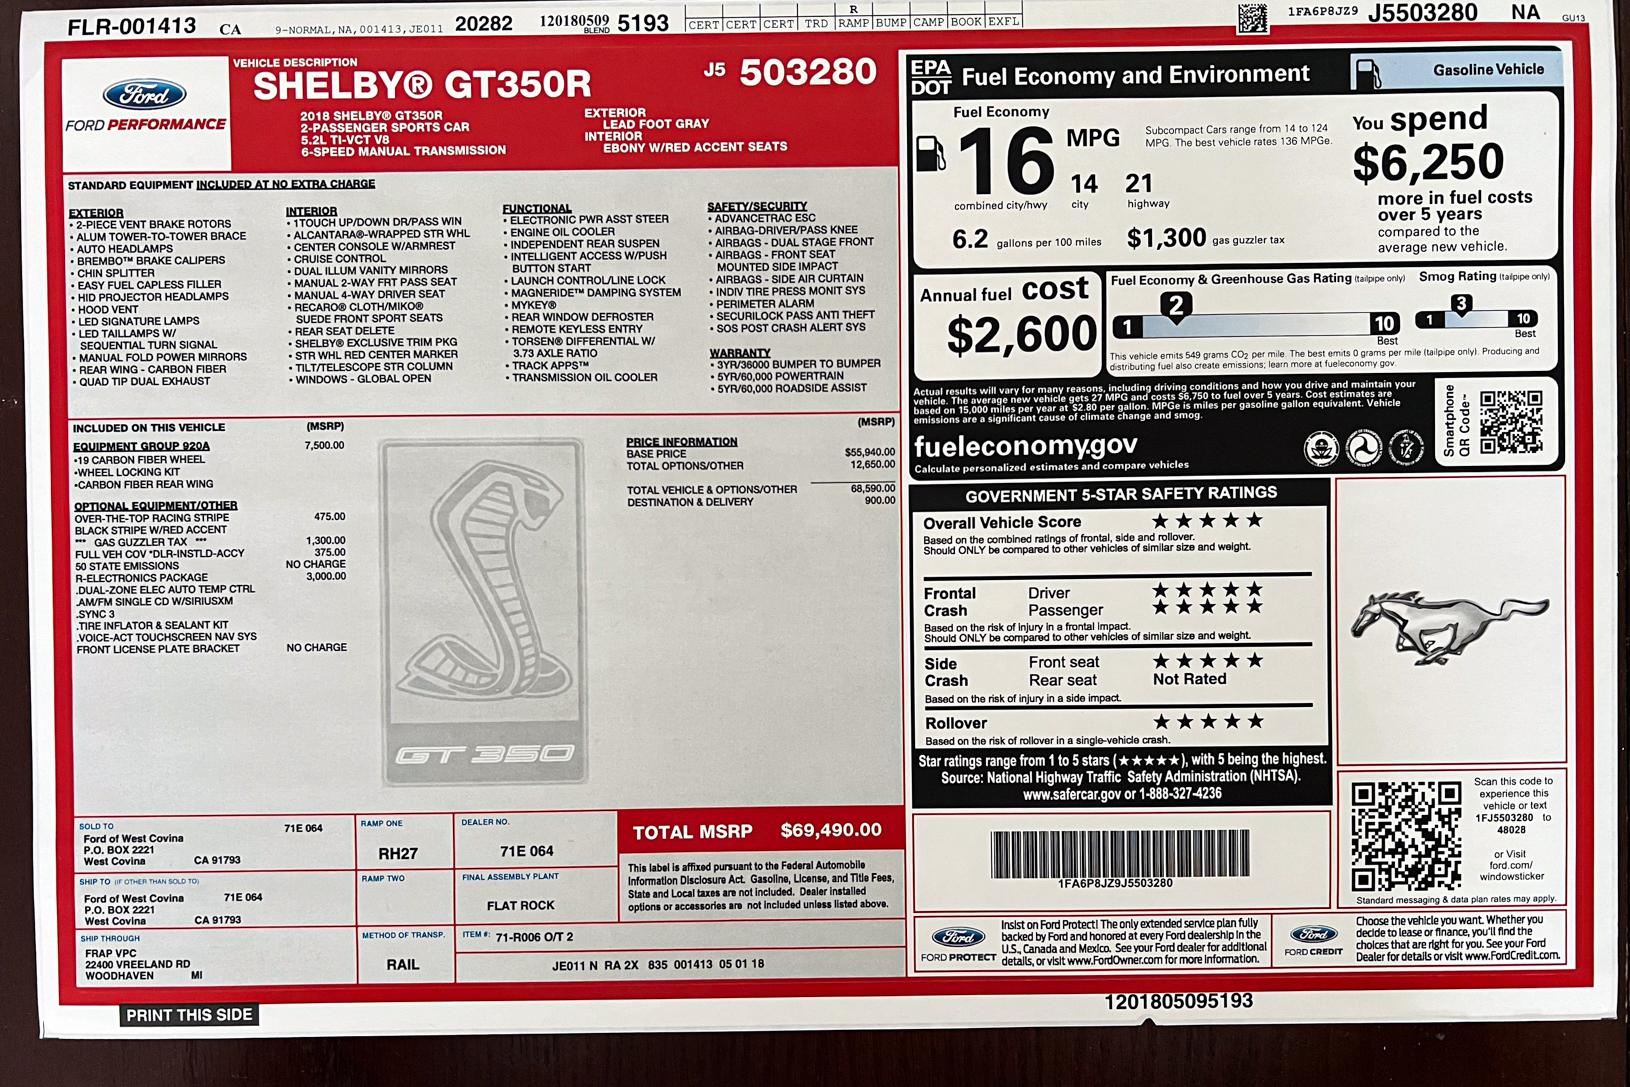 FLR-001413 CA 9-NORMAL,NA,001413,JE011 20282 120180509 BLEND 5193
R
CERT CERT CERT TRD RAMP BUMP CAMP BOOK EXFL
1FA6P8JZ9 J5503280 NA GU13
Ford
FORD PERFORMANCE
VEHICLE DESCRIPTION
SHELBY® GT350R
J5 503280
2018 SHELBY® GT350R
2-PASSENGER SPORTS CAR
5.2L TI-VCT V8
6-SPEED MANUAL TRANSMISSION
EXTERIOR
LEAD FOOT GRAY
INTERIOR
EBONY W/RED ACCENT SEATS
STANDARD EQUIPMENT INCLUDED AT NO EXTRA CHARGE
EXTERIOR
• 2-PIECE VENT BRAKE ROTORS
• ALUM TOWER-TO-TOWER BRACE
• AUTO HEADLAMPS
• BREMBO™ BRAKE CALIPERS
• CHIN SPLITTER
• EASY FUEL CAPLESS FILLER
• HID PROJECTOR HEADLAMPS
• HOOD VENT
• LED SIGNATURE LAMPS
• LED TAILLAMPS W/
SEQUENTIAL TURN SIGNAL
• MANUAL FOLD POWER MIRRORS
• REAR WING - CARBON FIBER
• QUAD TIP DUAL EXHAUST
INTERIOR
• 1TOUCH UP/DOWN DR/PASS WIN
• ALCANTARA®-WRAPPED STR WHL
• CENTER CONSOLE W/ARMREST
• CRUISE CONTROL
• DUAL ILLUM VANITY MIRRORS
• MANUAL 2-WAY FRT PASS SEAT
• MANUAL 4-WAY DRIVER SEAT
• RECARO® CLOTH/MIKO®
SUEDE FRONT SPORT SEATS
• REAR SEAT DELETE
• SHELBY® EXCLUSIVE TRIM PKG
• STR WHL RED CENTER MARKER
• TILT/TELESCOPE STR COLUMN
• WINDOWS - GLOBAL OPEN
FUNCTIONAL
• ELECTRONIC PWR ASST STEER
• ENGINE OIL COOLER
• INDEPENDENT REAR SUSPEN
• INTELLIGENT ACCESS W/PUSH
BUTTON START
• LAUNCH CONTROL/LINE LOCK
• MAGNERIDE™ DAMPING SYSTEM
• MYKEY®
• REAR WINDOW DEFROSTER
• REMOTE KEYLESS ENTRY
• TORSEN® DIFFERENTIAL W/
3.73 AXLE RATIO
• TRACK APPS™
• TRANSMISSION OIL COOLER
SAFETY/SECURITY
• ADVANCETRAC ESC
• AIRBAG-DRIVER/PASS KNEE
• AIRBAGS - DUAL STAGE FRONT
• AIRBAGS - FRONT SEAT
MOUNTED SIDE IMPACT
• AIRBAGS - SIDE AIR CURTAIN
• INDIV TIRE PRESS MONIT SYS
• PERIMETER ALARM
• SECURILOCK PASS ANTI THEFT
• SOS POST CRASH ALERT SYS
WARRANTY
• 3YR/36000 BUMPER TO BUMPER
• 5YR/60,000 POWERTRAIN
• 5YR/60,000 ROADSIDE ASSIST
INCLUDED ON THIS VEHICLE (MSRP)
EQUIPMENT GROUP 920A 7,500.00
•19 CARBON FIBER WHEEL
•WHEEL LOCKING KIT
•CARBON FIBER REAR WING
OPTIONAL EQUIPMENT/OTHER
OVER-THE-TOP RACING STRIPE 475.00
BLACK STRIPE W/RED ACCENT
*** GAS GUZZLER TAX *** 1,300.00
FULL VEH COV *DLR-INSTLD-ACCY 375.00
50 STATE EMISSIONS NO CHARGE
R-ELECTRONICS PACKAGE 3,000.00
.DUAL-ZONE ELEC AUTO TEMP CTRL
.AM/FM SINGLE CD W/SIRIUSXM
.SYNC 3
.TIRE INFLATOR & SEALANT KIT
.VOICE-ACT TOUCHSCREEN NAV SYS
FRONT LICENSE PLATE BRACKET NO CHARGE
GT 350
(MSRP)
PRICE INFORMATION
BASE PRICE $55,940.00
TOTAL OPTIONS/OTHER 12,650.00
TOTAL VEHICLE & OPTIONS/OTHER 68,590.00
DESTINATION & DELIVERY 900.00
SOLD TO 71E 064
Ford of West Covina
P.O. BOX 2221
West Covina CA 91793
SHIP TO (IF OTHER THAN SOLD TO)
Ford of West Covina 71E 064
P.O. BOX 2221
West Covina CA 91793
SHIP THROUGH
FRAP VPC
22400 VREELAND RD
WOODHAVEN MI
RAMP ONE
RH27
RAMP TWO
METHOD OF TRANSP.
RAIL
DEALER NO.
71E 064
FINAL ASSEMBLY PLANT
FLAT ROCK
ITEM #: 71-R006 O/T 2
JE011 N RA 2X 835 001413 05 01 18
TOTAL MSRP $69,490.00
This label is affixed pursuant to the Federal Automobile
Information Disclosure Act. Gasoline, License, and Title Fees,
State and Local taxes are not included. Dealer installed
options or accessories are not included unless listed above.
PRINT THIS SIDE
EPA
DOT
Fuel Economy and Environment
Gasoline Vehicle
Fuel Economy
16 MPG
combined city/hwy
14 city
21 highway
Subcompact Cars range from 14 to 124
MPG. The best vehicle rates 136 MPGe.
6.2 gallons per 100 miles
$1,300 gas guzzler tax
You spend
$6,250
more in fuel costs
over 5 years
compared to the
average new vehicle.
Annual fuel cost
$2,600
Fuel Economy & Greenhouse Gas Rating (tailpipe only)
2
1 10
Best
Smog Rating (tailpipe only)
3
1 10
Best
This vehicle emits 549 grams CO2 per mile. The best emits 0 grams per mile (tailpipe only). Producing and
distributing fuel also create emissions; learn more at fueleconomy.gov.
Actual results will vary for many reasons, including driving conditions and how you drive and maintain your
vehicle. The average new vehicle gets 27 MPG and costs $6,750 to fuel over 5 years. Cost estimates are
based on 15,000 miles per year at $2.80 per gallon. MPGe is miles per gasoline gallon equivalent. Vehicle
emissions are a significant cause of climate change and smog.
fueleconomy.gov
Calculate personalized estimates and compare vehicles
Smartphone
QR Code™
GOVERNMENT 5-STAR SAFETY RATINGS
Overall Vehicle Score ★★★★★
Based on the combined ratings of frontal, side and rollover.
Should ONLY be compared to other vehicles of similar size and weight.
Frontal Driver ★★★★★
Crash Passenger ★★★★★
Based on the risk of injury in a frontal impact.
Should ONLY be compared to other vehicles of similar size and weight.
Side Front seat ★★★★★
Crash Rear seat Not Rated
Based on the risk of injury in a side impact.
Rollover ★★★★★
Based on the risk of rollover in a single-vehicle crash.
Star ratings range from 1 to 5 stars (★★★★★), with 5 being the highest.
Source: National Highway Traffic Safety Administration (NHTSA).
www.safercar.gov or 1-888-327-4236
1FA6P8JZ9J5503280
Scan this code to
experience this
vehicle or text
1FJ5503280 to
48028
or Visit
ford.com/
windowsticker
Standard messaging & data plan rates may apply.
Ford
FORD PROTECT
Insist on Ford Protect! The only extended service plan fully
backed by Ford and honored at every Ford dealership in the
U.S., Canada and Mexico. See your Ford dealer for additional
details, or visit www.FordOwner.com for more information.
Ford
FORD CREDIT
Choose the vehicle you want. Whether you
decide to lease or finance, you'll find the
choices that are right for you. See your Ford
Dealer for details or visit www.FordCredit.com.
1201805095193